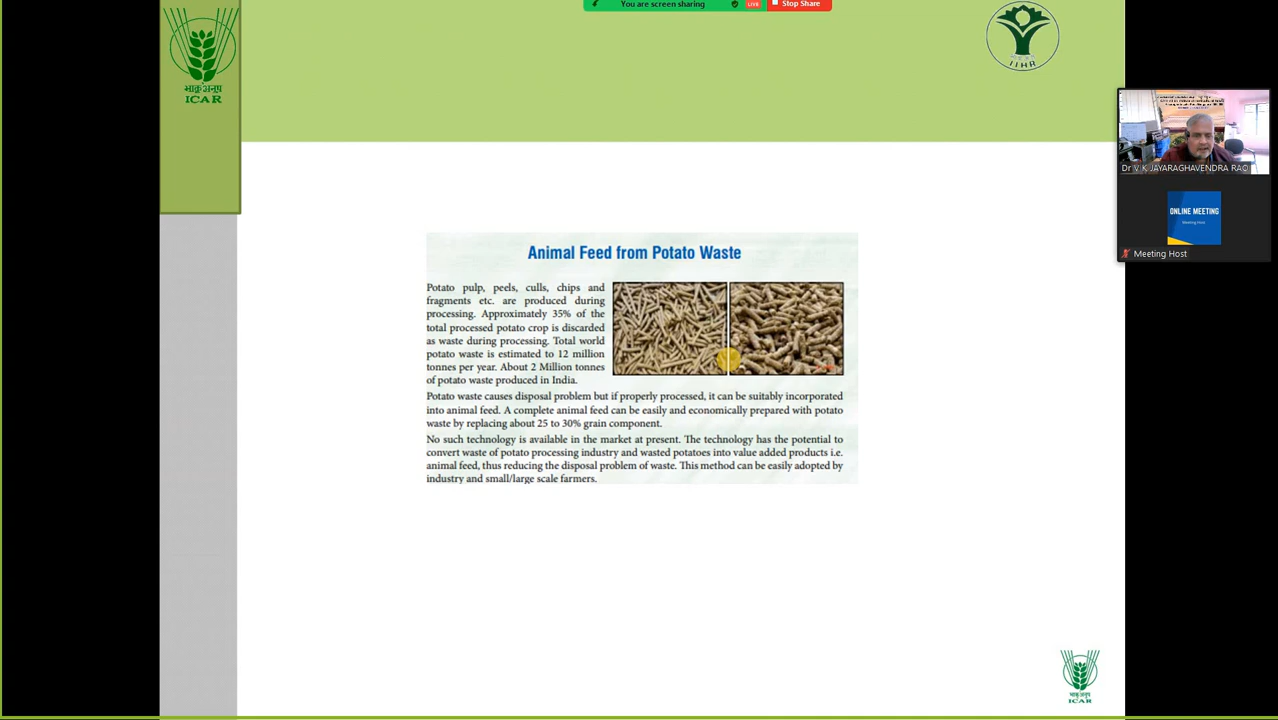 You are screen sharing
LIVE
Stop Share
भाकृअनुप
ICAR
IIHR
Dr V K JAYARAGHAVENDRA RAO
ONLINE MEETING
Meeting Host
Meeting Host
Animal Feed from Potato Waste
Potato pulp, peels, culls, chips and
fragments etc. are produced during
processing. Approximately 35% of the
total processed potato crop is discarded
as waste during processing. Total world
potato waste is estimated to 12 million
tonnes per year. About 2 Million tonnes
of potato waste produced in India.
Potato waste causes disposal problem but if properly processed, it can be suitably incorporated
into animal feed. A complete animal feed can be easily and economically prepared with potato
waste by replacing about 25 to 30% grain component.
No such technology is available in the market at present. The technology has the potential to
convert waste of potato processing industry and wasted potatoes into value added products i.e.
animal feed, thus reducing the disposal problem of waste. This method can be easily adopted by
industry and small/large scale farmers.
भाकृअनुप
ICAR